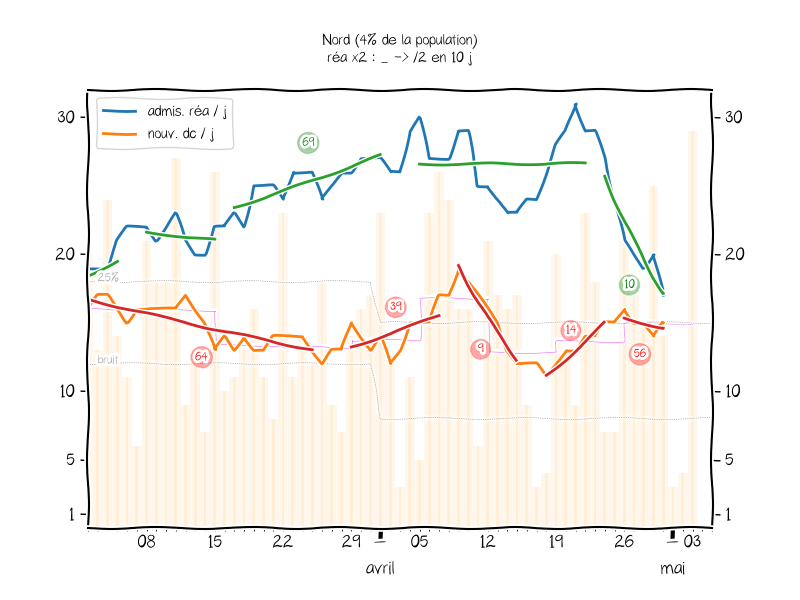 Nord (4% de la population)
réa x2 : _ -> /2 en 10 j
admis. réa / j
nouv. dc / j
30
30
69
20
20
25%
10
39
14
64
9
56
bruit
10
10
5
5
1
1
08 15 22 29 _ 05 12 19 26 _ 03
avril mai